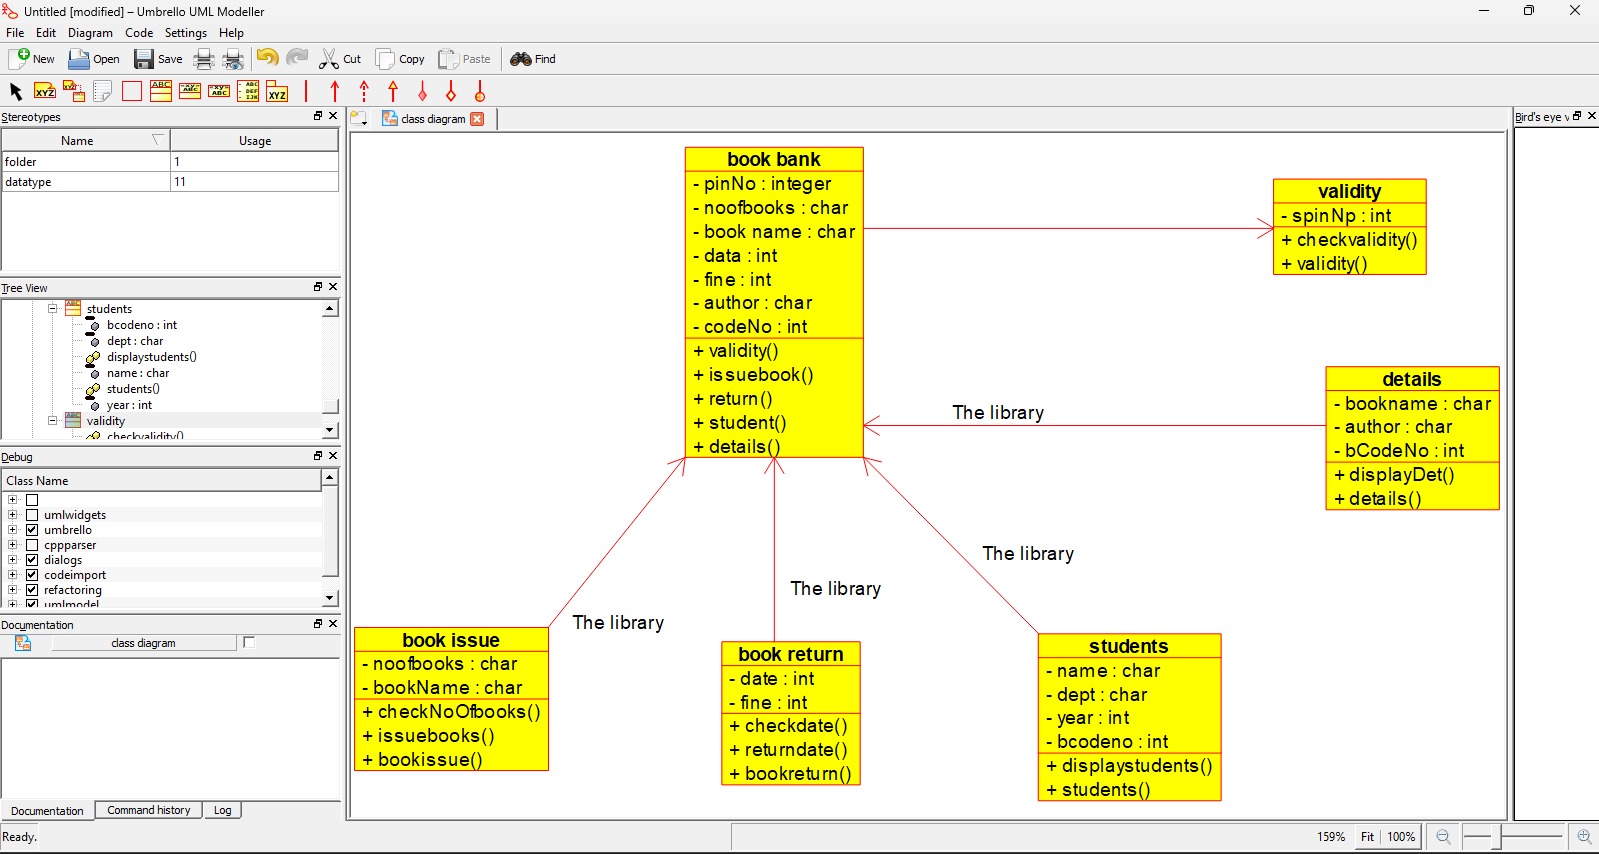 Untitled [modified] – Umbrello UML Modeller
File Edit Diagram Code Settings Help
New Open Save Cut Copy Paste Find
Stereotypes
Name Usage
folder 1
datatype 11
Tree View
students
bcodeno : int
dept : char
displaystudents()
name : char
students()
year : int
validity
checkvalidity()
Debug
Class Name
umlwidgets
umbrello
cppparser
dialogs
codeimport
refactoring
umlmodel
Documentation
class diagram
Documentation Command history Log
Ready.
class diagram
book bank
- pinNo : integer
- noofbooks : char
- book name : char
- data : int
- fine : int
- author : char
- codeNo : int
+ validity()
+ issuebook()
+ return()
+ student()
+ details()
validity
- spinNp : int
+ checkvalidity()
+ validity()
The library
details
- bookname : char
- author : char
- bCodeNo : int
+ displayDet()
+ details()
The library
The library
The library
book issue
- noofbooks : char
- bookName : char
+ checkNoOfbooks()
+ issuebooks()
+ bookissue()
book return
- date : int
- fine : int
+ checkdate()
+ returndate()
+ bookreturn()
students
- name : char
- dept : char
- year : int
- bcodeno : int
+ displaystudents()
+ students()
Bird's eye v
159% Fit 100%